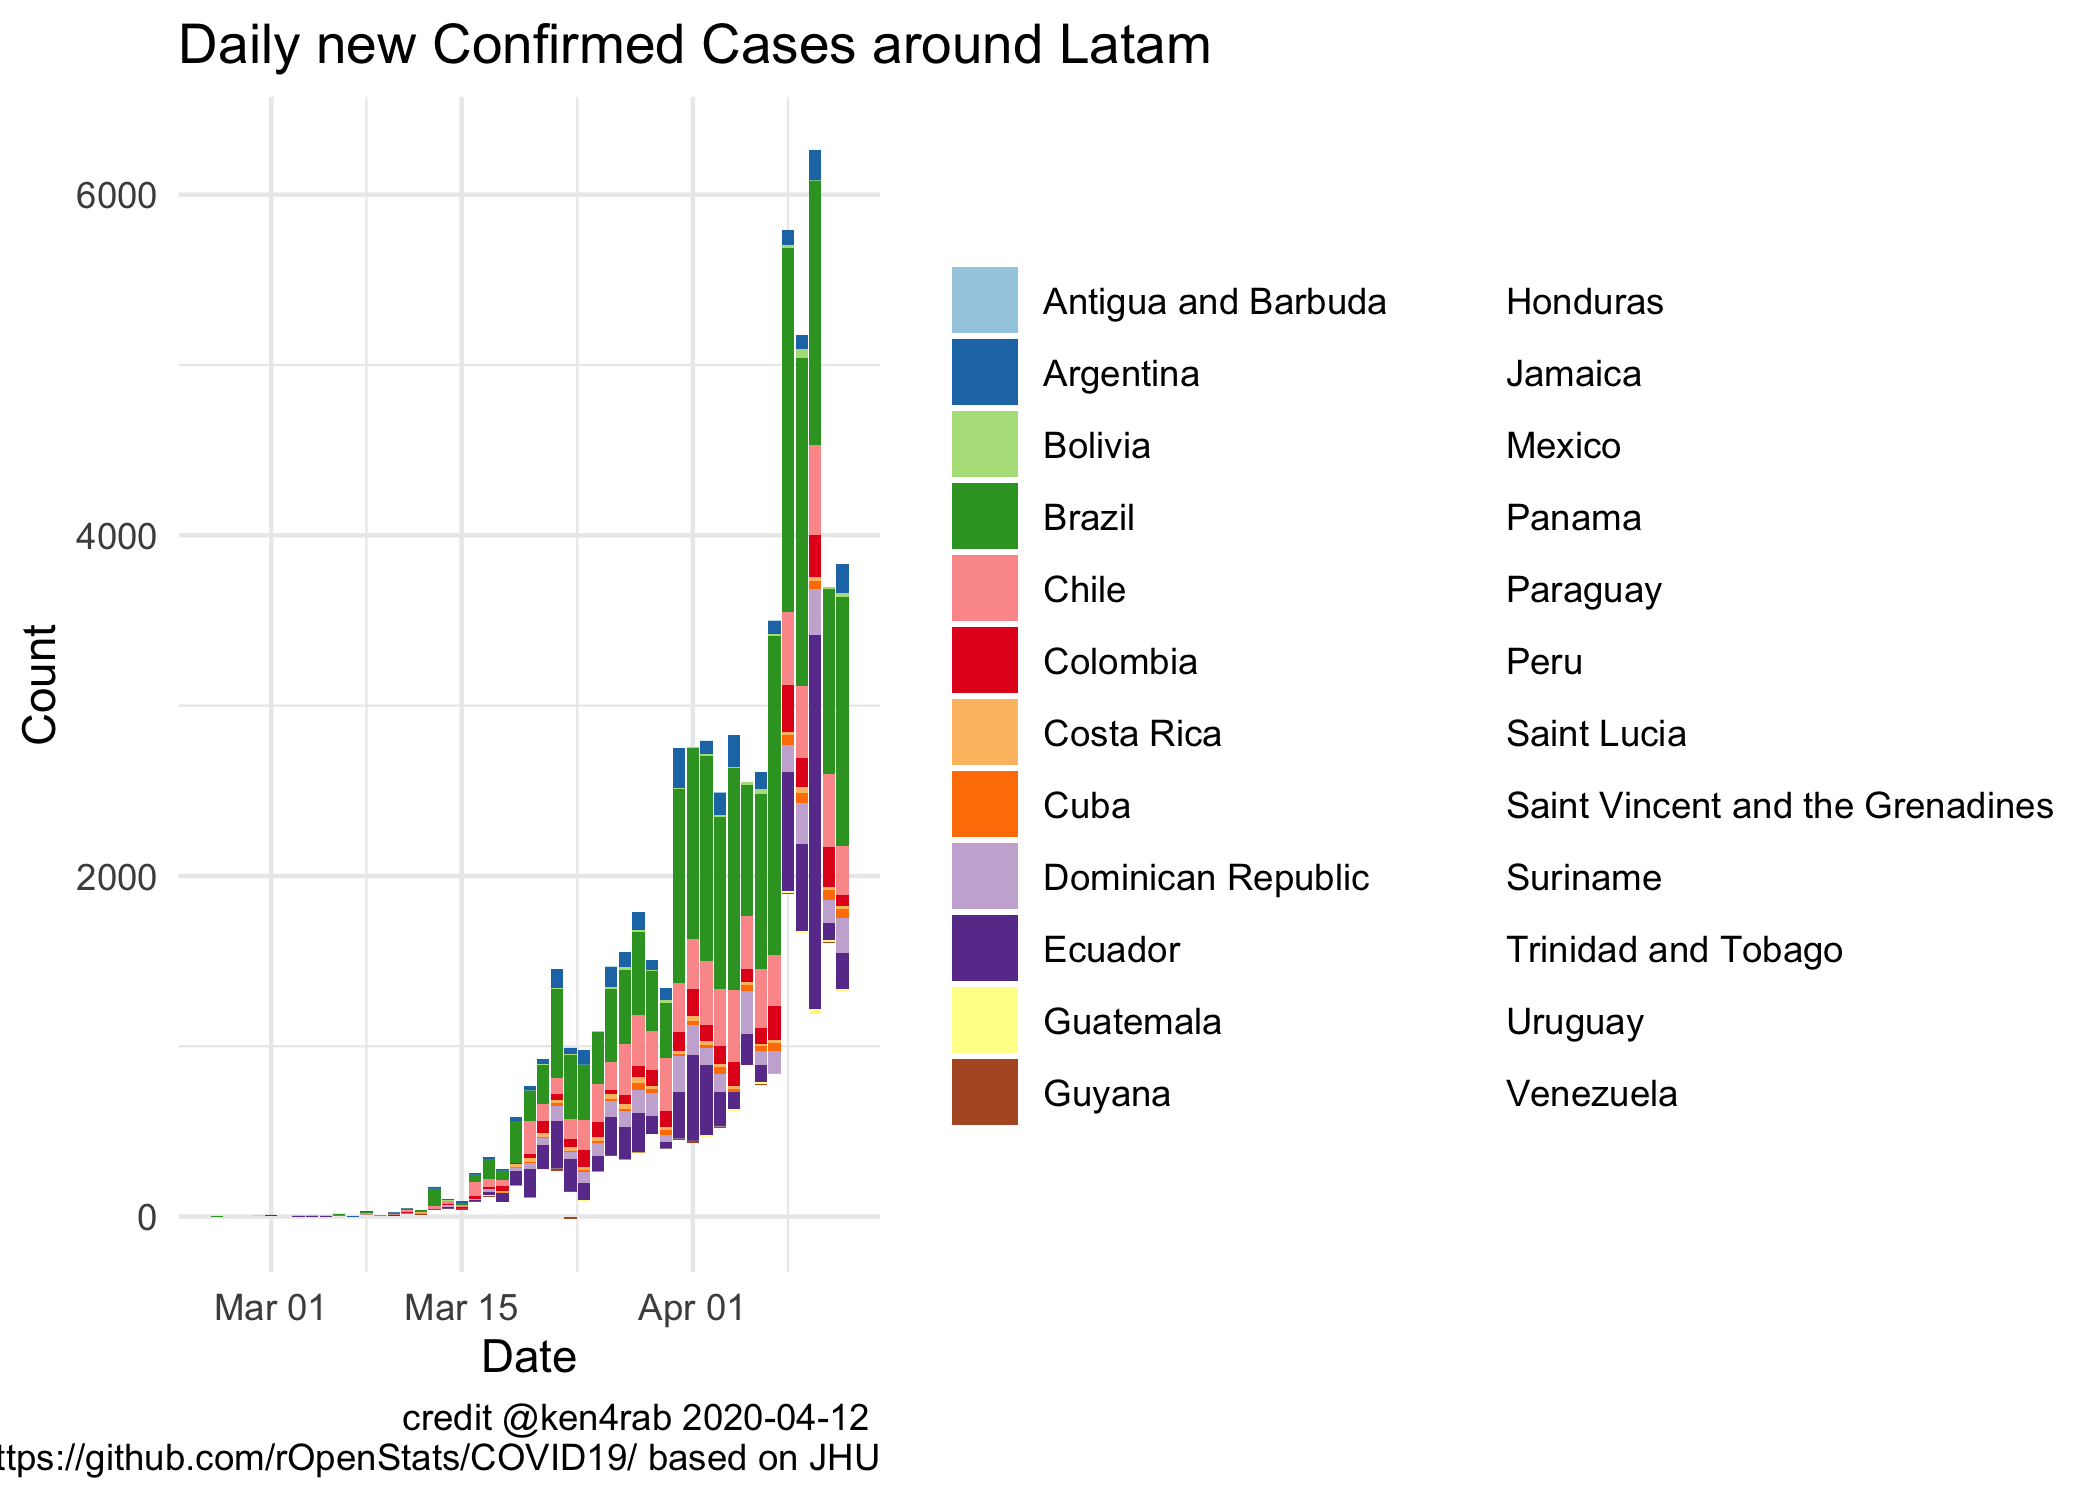 Daily new Confirmed Cases around Latam
6000
4000
2000
0
Count
Mar 01
Mar 15
Apr 01
Date
Antigua and Barbuda
Argentina
Bolivia
Brazil
Chile
Colombia
Costa Rica
Cuba
Dominican Republic
Ecuador
Guatemala
Guyana
Honduras
Jamaica
Mexico
Panama
Paraguay
Peru
Saint Lucia
Saint Vincent and the Grenadines
Suriname
Trinidad and Tobago
Uruguay
Venezuela
credit @ken4rab 2020-04-12
ttps://github.com/rOpenStats/COVID19/ based on JHU